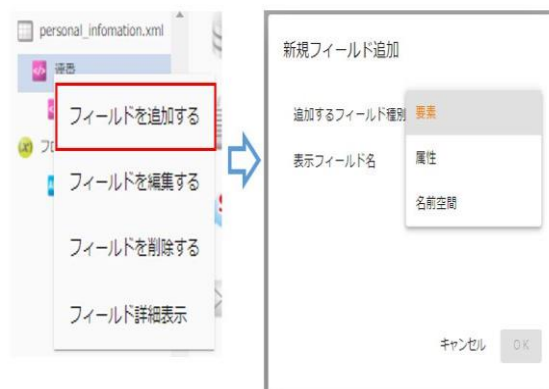 personal_infomation.xml
フィールドを追加する
フィールドを編集する
フィールドを削除する
フィールド詳細表示
新規フィールド追加
追加するフィールド種別
要素
表示フィールド名
属性
名前空間
キャンセル
OK